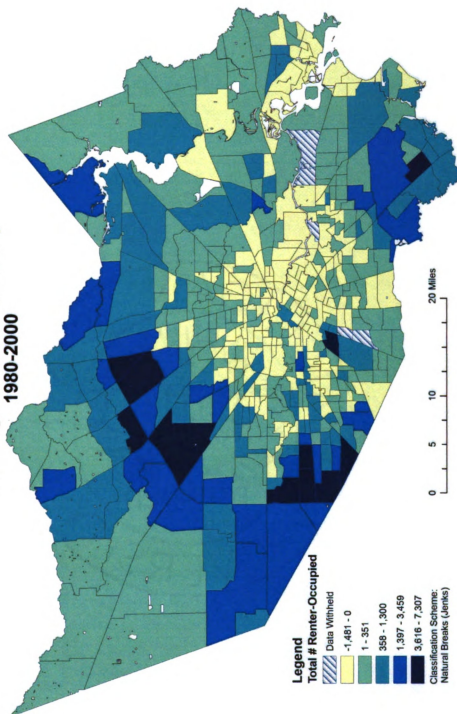 1980-2000
Legend
Total # Renter-Occupied
Data Withheld
-1,481 - 0
1 - 351
358 - 1,300
1,397 - 3,459
3,616 - 7,307
Classification Scheme:
Natural Breaks (Jenks)
0 5 10 20 Miles